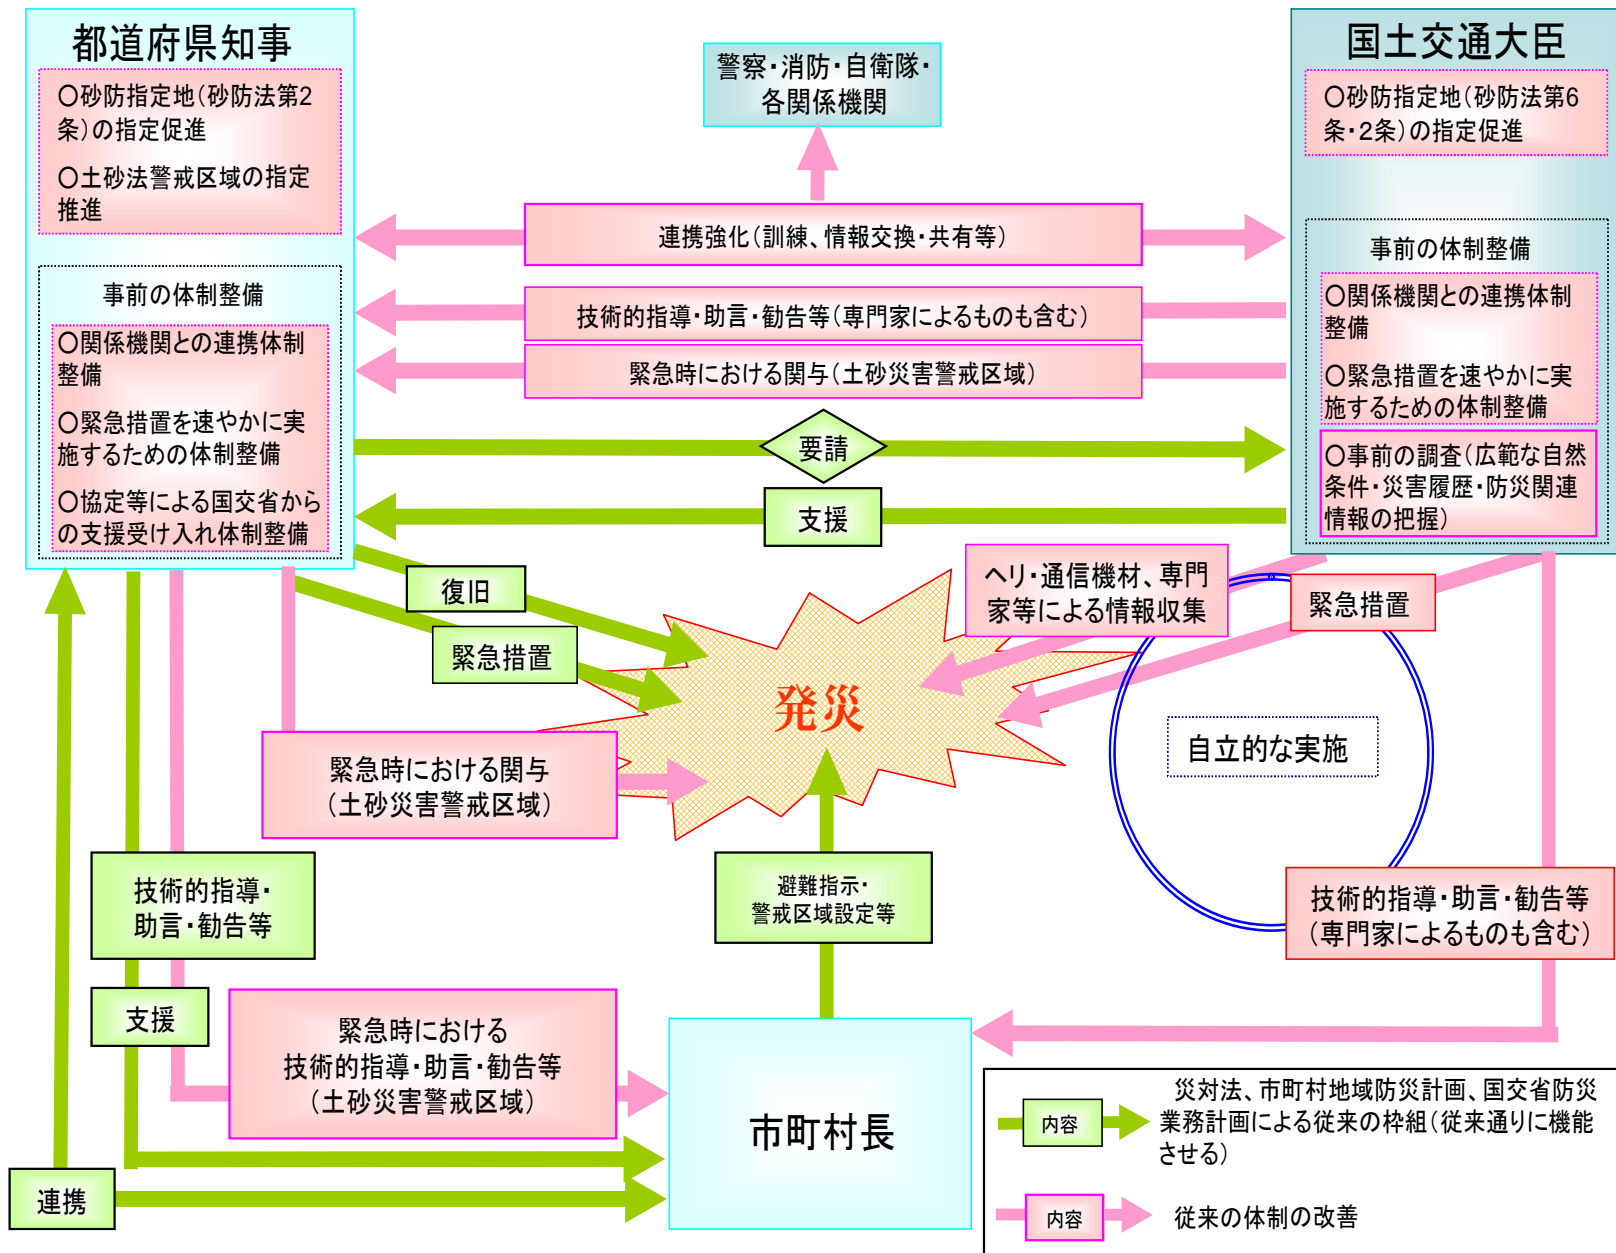 都道府県知事
〇砂防指定地(砂防法第2
条)の指定促進
〇土砂法警戒区域の指定
推進
事前の体制整備
〇関係機関との連携体制
整備
〇緊急措置を速やかに実
施するための体制整備
〇協定等による国交省から
の支援受け入れ体制整備
警察・消防・自衛隊・
各関係機関
国土交通大臣
〇砂防指定地(砂防法第6
条・2条)の指定促進
事前の体制整備
〇関係機関との連携体制
整備
〇緊急措置を速やかに実
施するための体制整備
〇事前の調査(広範な自然
条件・災害履歴・防災関連
情報の把握)
連携強化(訓練、情報交換・共有等)
技術的指導・助言・勧告等(専門家によるものも含む)
緊急時における関与(土砂災害警戒区域)
要請
支援
復旧
緊急措置
ヘリ・通信機材、専門
家等による情報収集
緊急措置
発災
自立的な実施
緊急時における関与
(土砂災害警戒区域)
技術的指導・
助言・勧告等
避難指示・
警戒区域設定等
技術的指導・助言・勧告等
(専門家によるものも含む)
支援
緊急時における
技術的指導・助言・勧告等
(土砂災害警戒区域)
市町村長
連携
内容
災対法、市町村地域防災計画、国交省防災
業務計画による従来の枠組(従来通りに機能
させる)
内容
従来の体制の改善